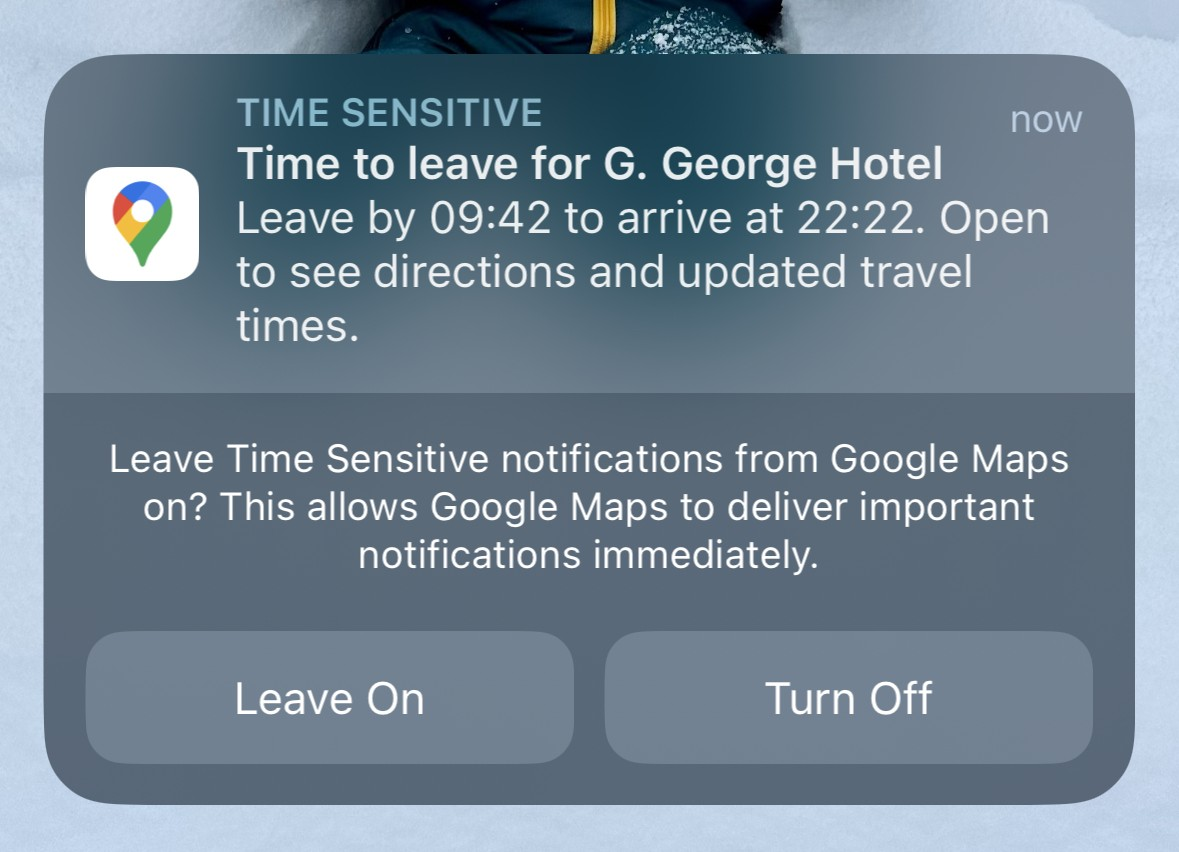 TIME SENSITIVE
now
Time to leave for G. George Hotel
Leave by 09:42 to arrive at 22:22. Open
to see directions and updated travel
times.
Leave Time Sensitive notifications from Google Maps
on? This allows Google Maps to deliver important
notifications immediately.
Leave On
Turn Off